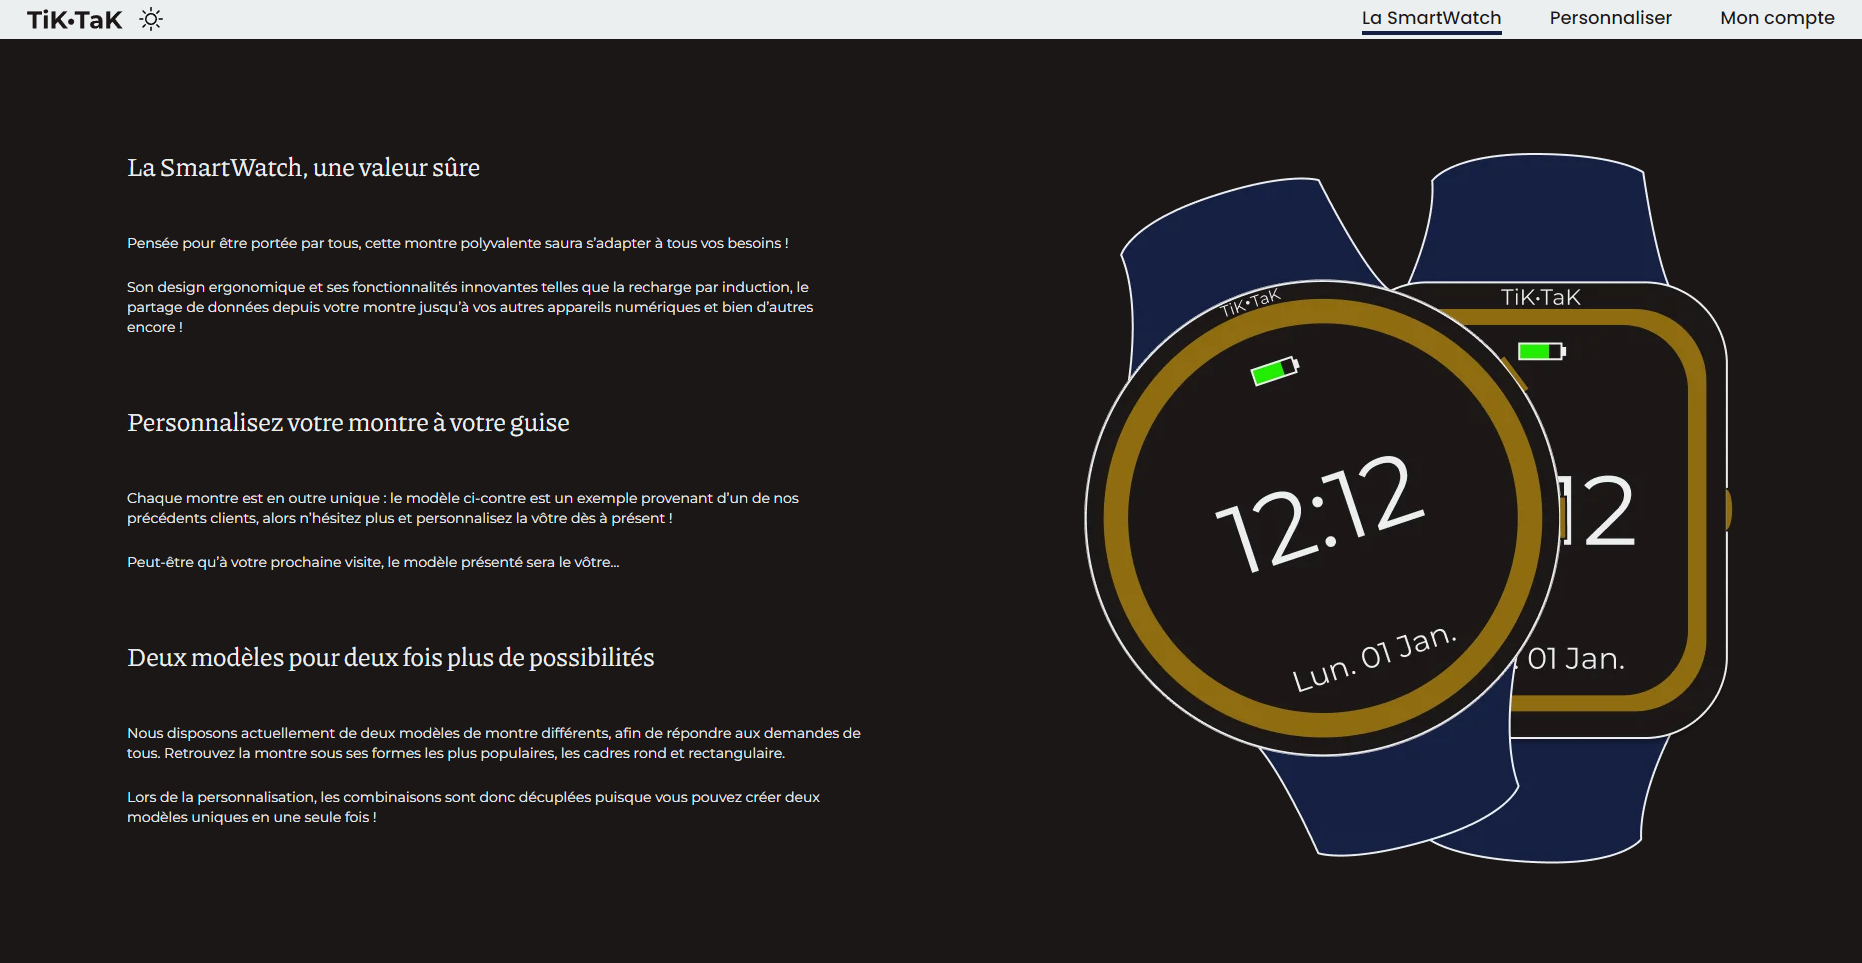 TiK•TaK
La SmartWatch
Personnaliser
Mon compte
La SmartWatch, une valeur sûre
Pensée pour être portée par tous, cette montre polyvalente saura s’adapter à tous vos besoins !
Son design ergonomique et ses fonctionnalités innovantes telles que la recharge par induction, le
partage de données depuis votre montre jusqu’à vos autres appareils numériques et bien d’autres
encore !
Personnalisez votre montre à votre guise
Chaque montre est en outre unique : le modèle ci-contre est un exemple provenant d’un de nos
précédents clients, alors n’hésitez plus et personnalisez la vôtre dès à présent !
Peut-être qu’à votre prochaine visite, le modèle présenté sera le vôtre...
Deux modèles pour deux fois plus de possibilités
Nous disposons actuellement de deux modèles de montre différents, afin de répondre aux demandes de
tous. Retrouvez la montre sous ses formes les plus populaires, les cadres rond et rectangulaire.
Lors de la personnalisation, les combinaisons sont donc décuplées puisque vous pouvez créer deux
modèles uniques en une seule fois !
TiK•TaK
12:12
Lun. 01 Jan.
TiK•TaK
12
. 01 Jan.